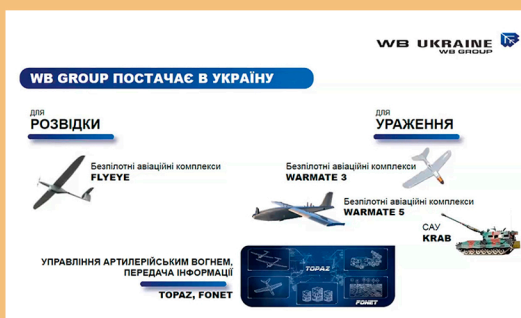 WB UKRAINE
WB GROUP
WB GROUP ПОСТАЧАЄ В УКРАЇНУ
ДЛЯ
РОЗВІДКИ
ДЛЯ
УРАЖЕННЯ
Безпілотні авіаційні комплекси
FLYEYE
Безпілотні авіаційні комплекси
WARMATE 3
Безпілотні авіаційні комплекси
WARMATE 5
САУ
KRAB
УПРАВЛІННЯ АРТИЛЕРІЙСЬКИМ ВОГНЕМ,
ПЕРЕДАЧА ІНФОРМАЦІЇ
TOPAZ, FONET
TOPAZ
FONET